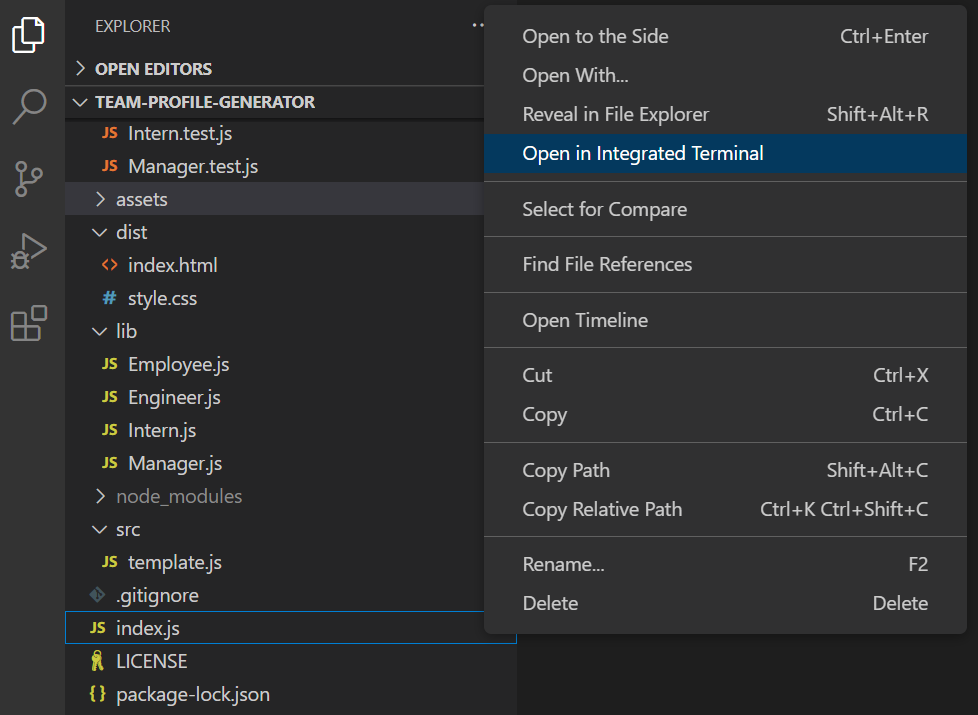 EXPLORER
OPEN EDITORS
TEAM-PROFILE-GENERATOR
JS Intern.test.js
JS Manager.test.js
assets
dist
<> index.html
# style.css
lib
JS Employee.js
JS Engineer.js
JS Intern.js
JS Manager.js
node_modules
src
JS template.js
.gitignore
JS index.js
LICENSE
{} package-lock.json
Open to the Side Ctrl+Enter
Open With...
Reveal in File Explorer Shift+Alt+R
Open in Integrated Terminal
Select for Compare
Find File References
Open Timeline
Cut Ctrl+X
Copy Ctrl+C
Copy Path Shift+Alt+C
Copy Relative Path Ctrl+K Ctrl+Shift+C
Rename... F2
Delete Delete